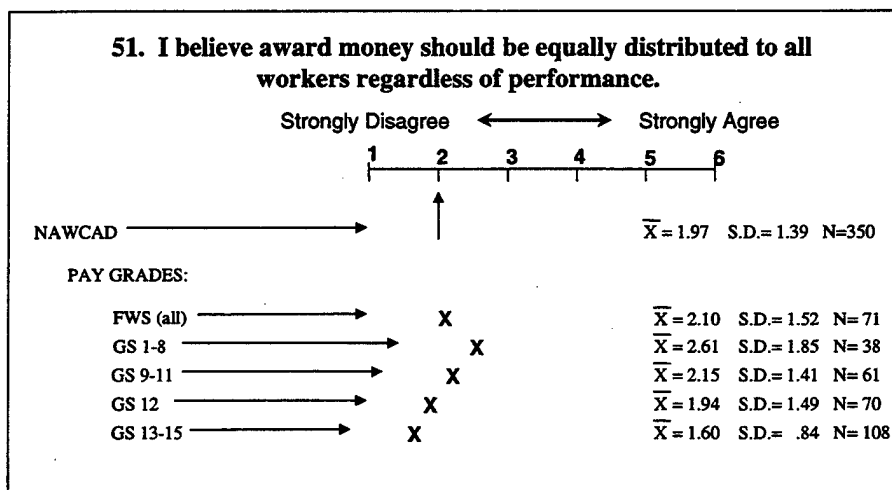 51. I believe award money should be equally distributed to all
workers regardless of performance.
Strongly Disagree Strongly Agree
1 2 3 4 5 6
NAWCAD X̅ = 1.97 S.D.= 1.39 N=350
PAY GRADES:
FWS (all) X X̅ = 2.10 S.D.= 1.52 N= 71
GS 1-8 X X̅ = 2.61 S.D.= 1.85 N= 38
GS 9-11 X X̅ = 2.15 S.D.= 1.41 N= 61
GS 12 X X̅ = 1.94 S.D.= 1.49 N= 70
GS 13-15 X X̅ = 1.60 S.D.= .84 N= 108